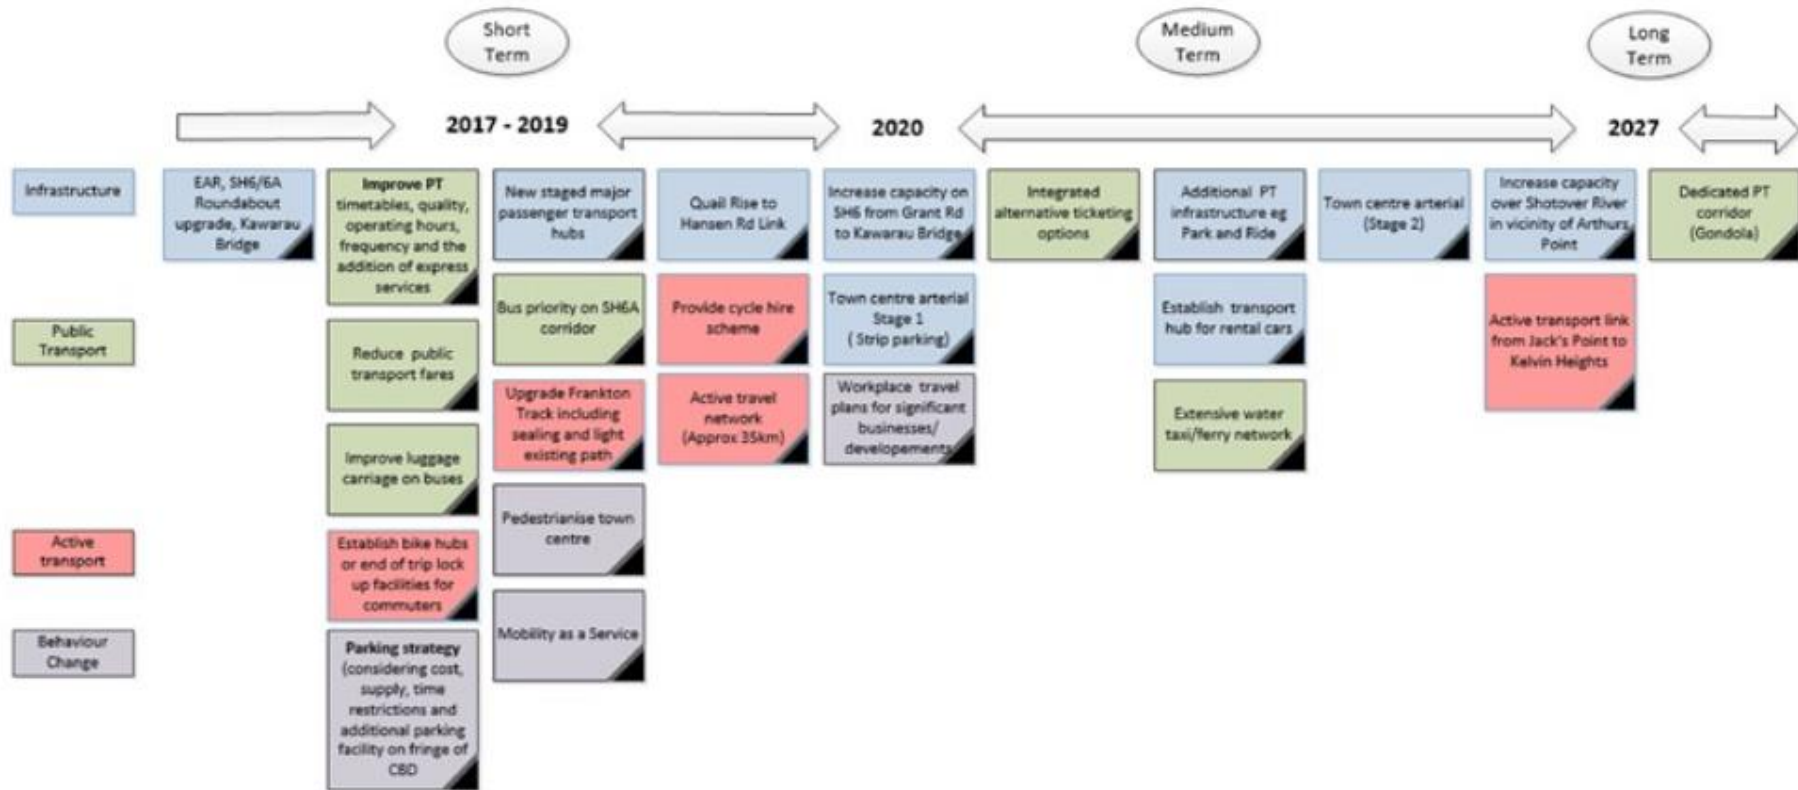 Short
Term
Medium
Term
Long
Term
2017 - 2019
2020
2027
Infrastructure
EAR, SH6/6A
Roundabout
upgrade, Kawarau
Bridge
Improve PT
timetables, quality,
operating hours,
frequency and the
addition of express
services
New staged major
passenger transport
hubs
Quail Rise to
Hansen Rd Link
Increase capacity on
SH6 from Grant Rd
to Kawarau Bridge
Integrated
alternative ticketing
options
Additional PT
infrastructure eg
Park and Ride
Town centre arterial
(Stage 2)
Increase capacity
over Shotover River
in vicinity of Arthurs
Point
Dedicated PT
corridor
(Gondola)
Public
Transport
Reduce public
transport fares
Bus priority on SH6A
corridor
Provide cycle hire
scheme
Town centre arterial
Stage 1
( Strip parking)
Establish transport
hub for rental cars
Active transport link
from Jack's Point to
Kelvin Heights
Improve luggage
carriage on buses
Upgrade Frankton
Track including
sealing and light
existing path
Active travel
network
(Approx 35km)
Workplace travel
plans for significant
businesses/
developements
Extensive water
taxi/ferry network
Active
transport
Establish bike hubs
or end of trip lock
up facilities for
commuters
Pedestrianise town
centre
Behaviour
Change
Parking strategy
(considering cost,
supply, time
restrictions and
additional parking
facility on fringe of
CBD
Mobility as a Service